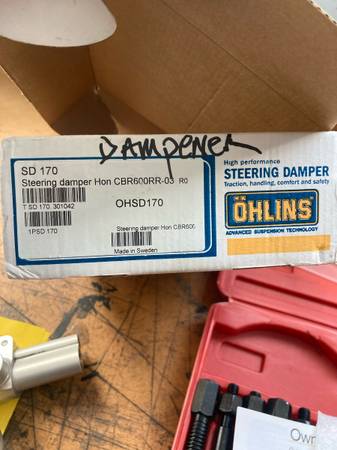 DAMPENER
SD 170
Steering damper Hon CBR600RR-03 R0
T SD 170 301042
OHSD170
1PSD 170
Steering damper Hon CBR600
Made in Sweden
High performance
STEERING DAMPER
Traction, handling, comfort and safety
ÖHLINS
ADVANCED SUSPENSION TECHNOLOGY
Own